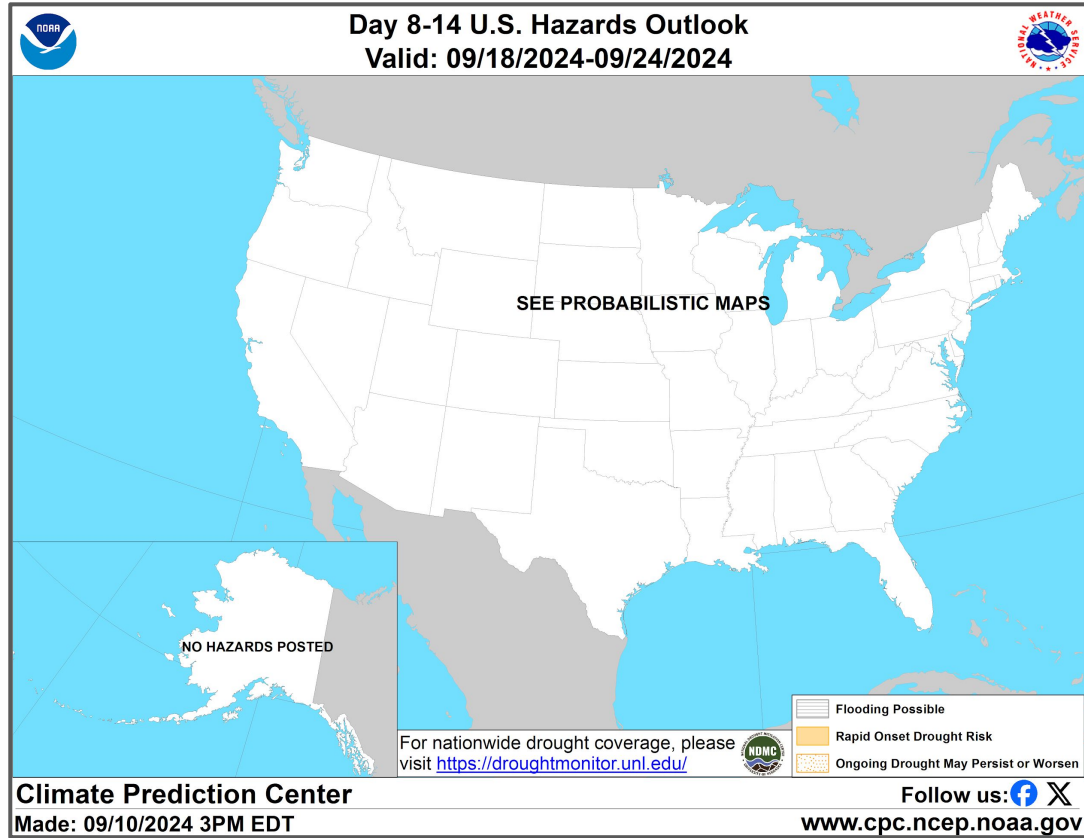 NOAA
Day 8-14 U.S. Hazards Outlook
Valid: 09/18/2024-09/24/2024
NATIONAL WEATHER SERVICE
SEE PROBABILISTIC MAPS
NO HAZARDS POSTED
For nationwide drought coverage, please
visit https://droughtmonitor.unl.edu/
NDMC
Flooding Possible
Rapid Onset Drought Risk
Ongoing Drought May Persist or Worsen
Climate Prediction Center
Made: 09/10/2024 3PM EDT
Follow us:
www.cpc.ncep.noaa.gov